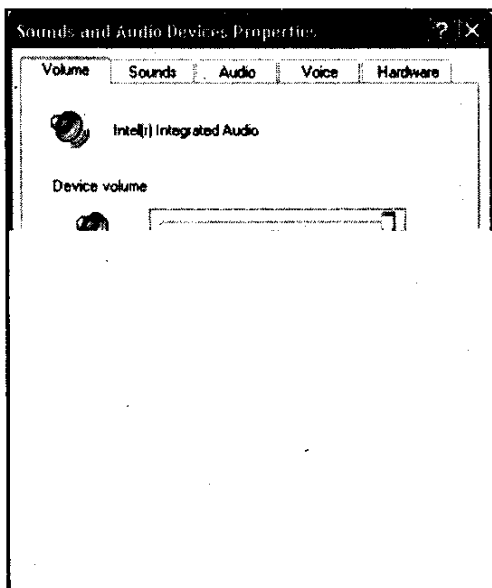 Sounds and Audio Devices Properties
Volume Sounds Audio Voice Hardware
Intel(r) Integrated Audio
Device volume